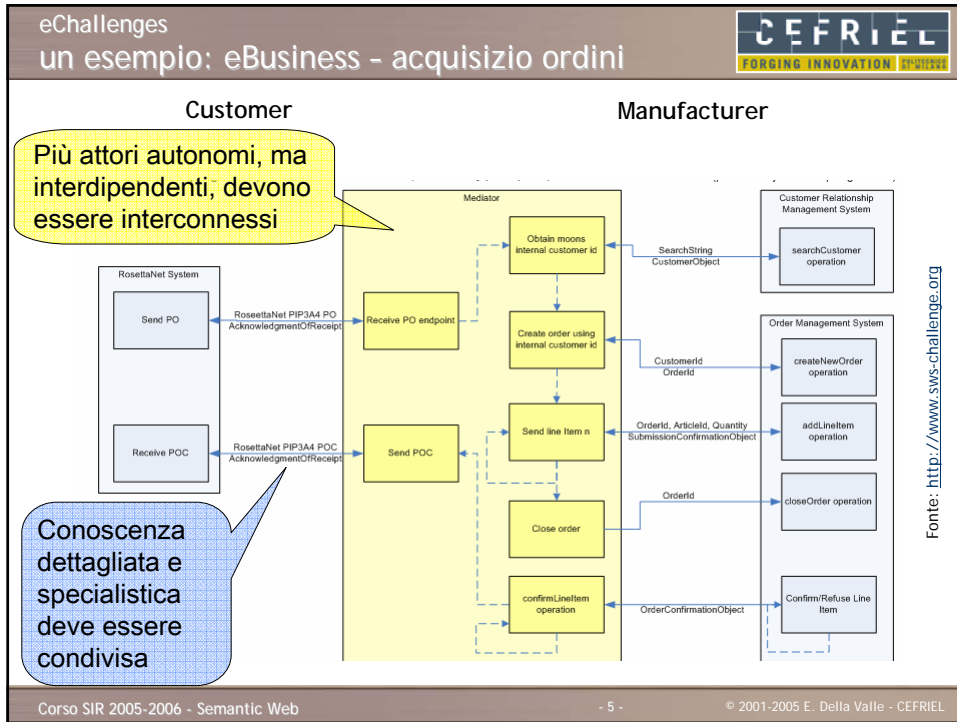 eChallenges
un esempio: eBusiness - acquisizio ordini
CEFRIEL
FORGING INNOVATION
POLITECNICO
DI MILANO
Customer
Manufacturer
Più attori autonomi, ma
interdipendenti, devono
essere interconnessi
Mediator
Customer Relationship
Management System
Obtain moons
internal customer id
SearchString
CustomerObject
searchCustomer
operation
RosettaNet System
Send PO
RoseettaNet PIP3A4 PO
AcknowledgmentOfReceipt
Receive PO endpoint
Create order using
internal customer id
Order Management System
CustomerId
OrderId
createNewOrder
operation
Send line Item n
OrderId, ArticleId, Quantity
SubmissionConfirmationObject
addLineItem
operation
Receive POC
RosettaNet PIP3A4 POC
AcknowledgmentOfReceipt
Send POC
OrderId
closeOrder operation
Close order
Conoscenza
dettagliata e
specialistica
deve essere
condivisa
confirmLineItem
operation
OrderConfirmationObject
Confirm/Refuse Line
Item
Fonte: http://www.sws-challenge.org
Corso SIR 2005-2006 - Semantic Web
- 5 -
© 2001-2005 E. Della Valle - CEFRIEL